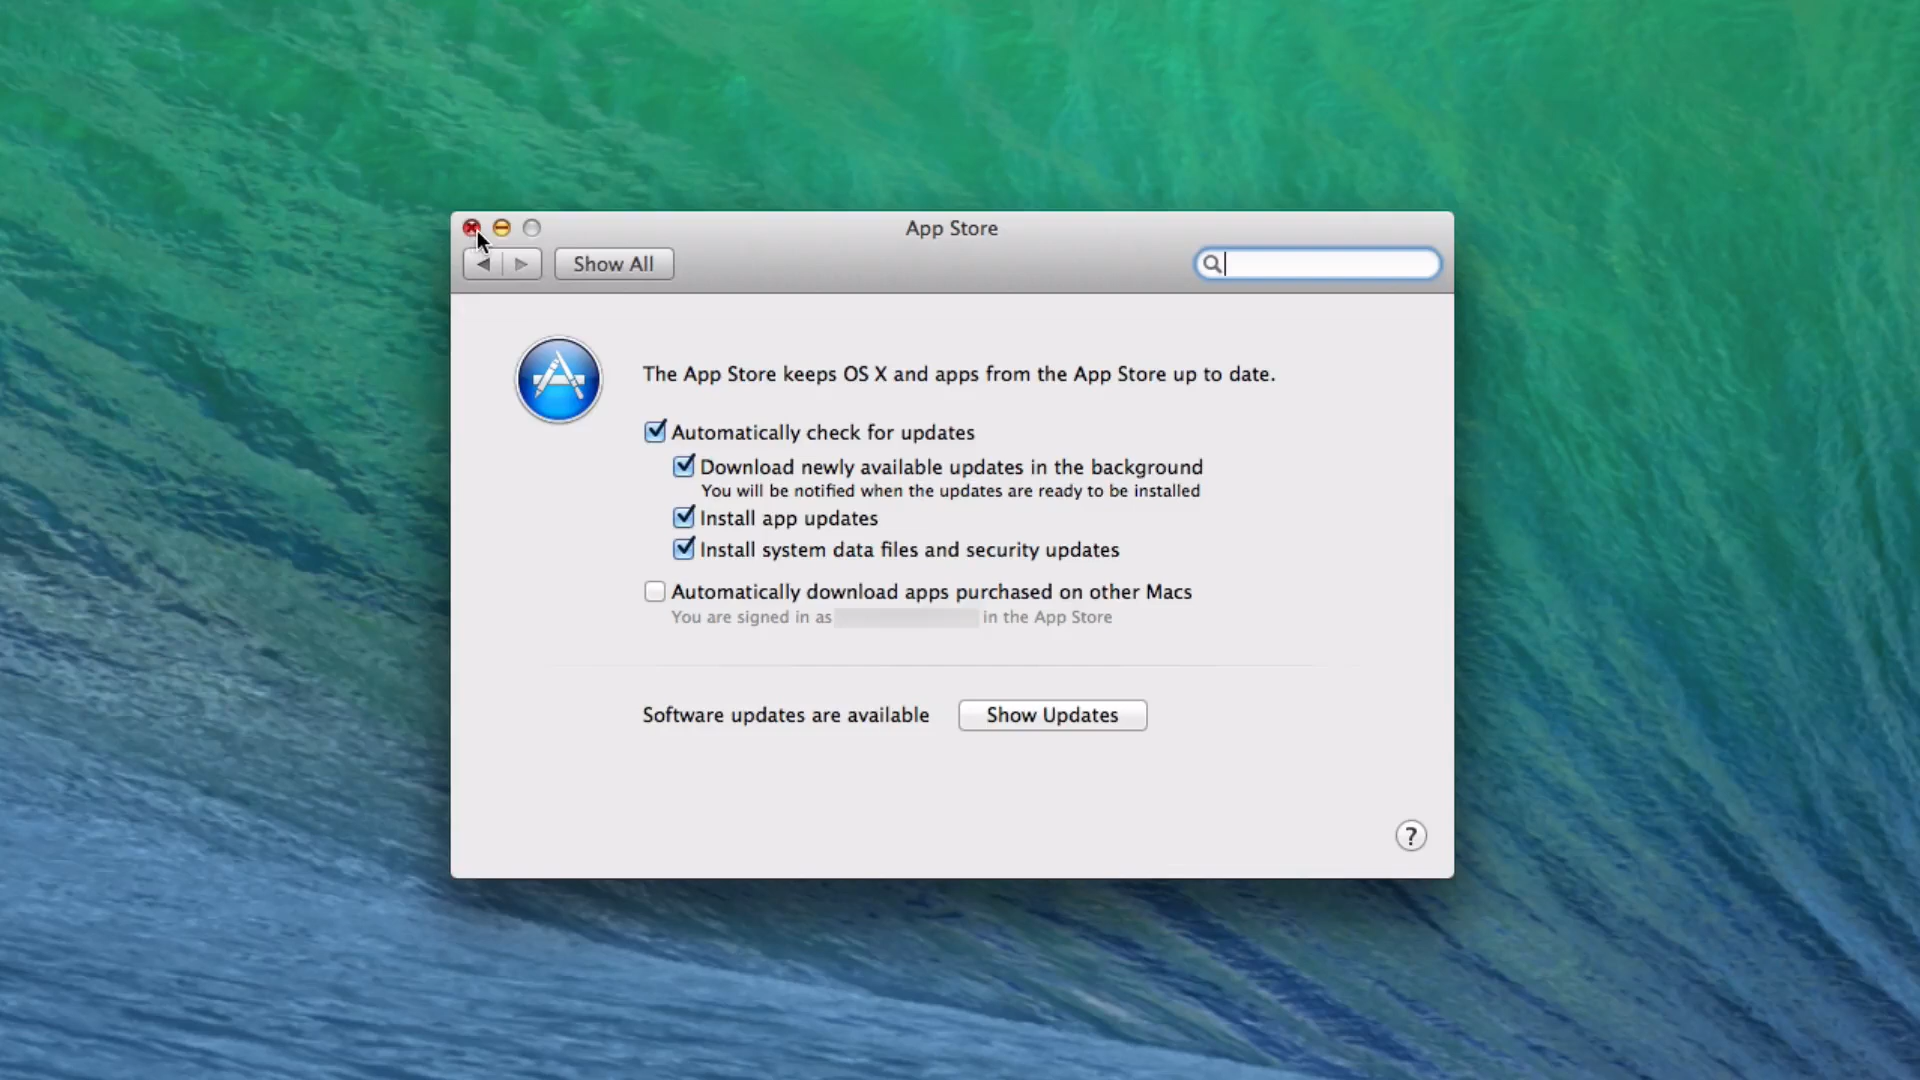 App Store
Show All
The App Store keeps OS X and apps from the App Store up to date.
Automatically check for updates
Download newly available updates in the background
You will be notified when the updates are ready to be installed
Install app updates
Install system data files and security updates
Automatically download apps purchased on other Macs
You are signed in as in the App Store
Software updates are available Show Updates
?